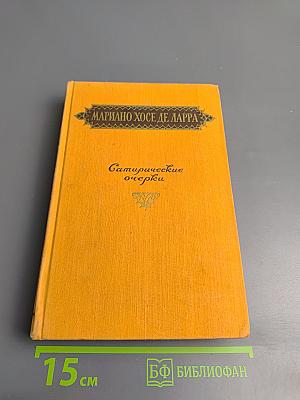 МАРИАНО ХОСЕ ДЕ ЛАРРА
Сатирические
очерки
15 см
БФ БИБЛИОФАН